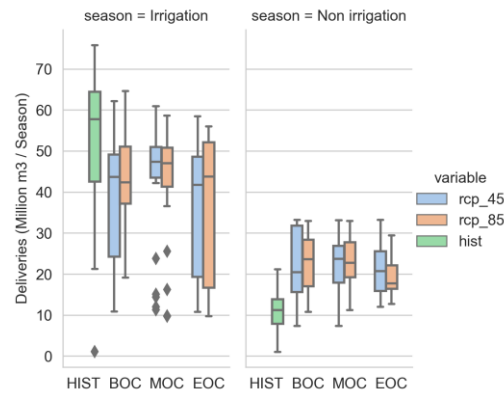 season = Irrigation
season = Non irrigation
Deliveries (Million m3 / Season)
70
60
50
40
30
20
10
0
HIST BOC MOC EOC
HIST BOC MOC EOC
variable
rcp_45
rcp_85
hist